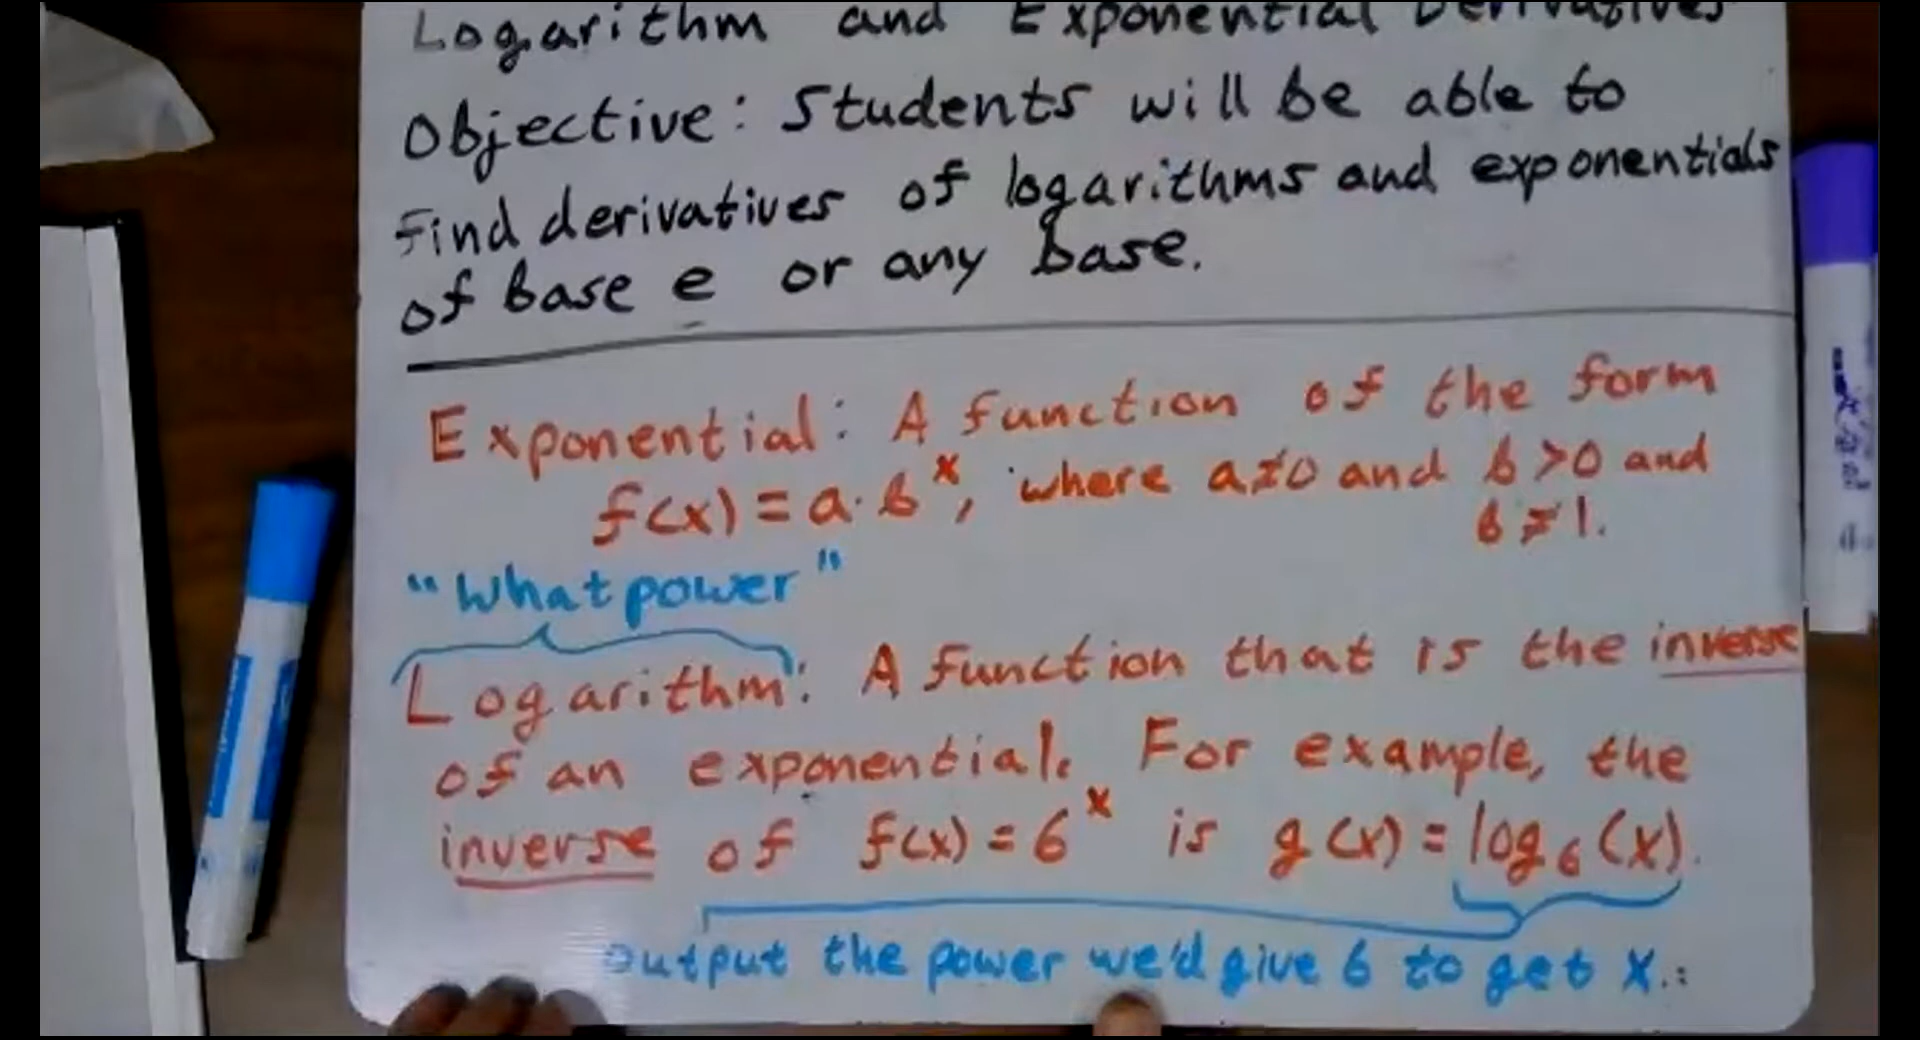 Logarithm and Exponential Derivatives
Objective: Students will be able to
Find derivatives of logarithms and exponentials
of base e or any base.
Exponential: A function of the form
f(x) = a·b^x, where a≠0 and b>0 and
b≠1.
"What power"
Logarithm: A function that is the inverse
of an exponential. For example, the
inverse of f(x) = 6^x is g(x) = log_6(x).
output the power we'd give 6 to get x.